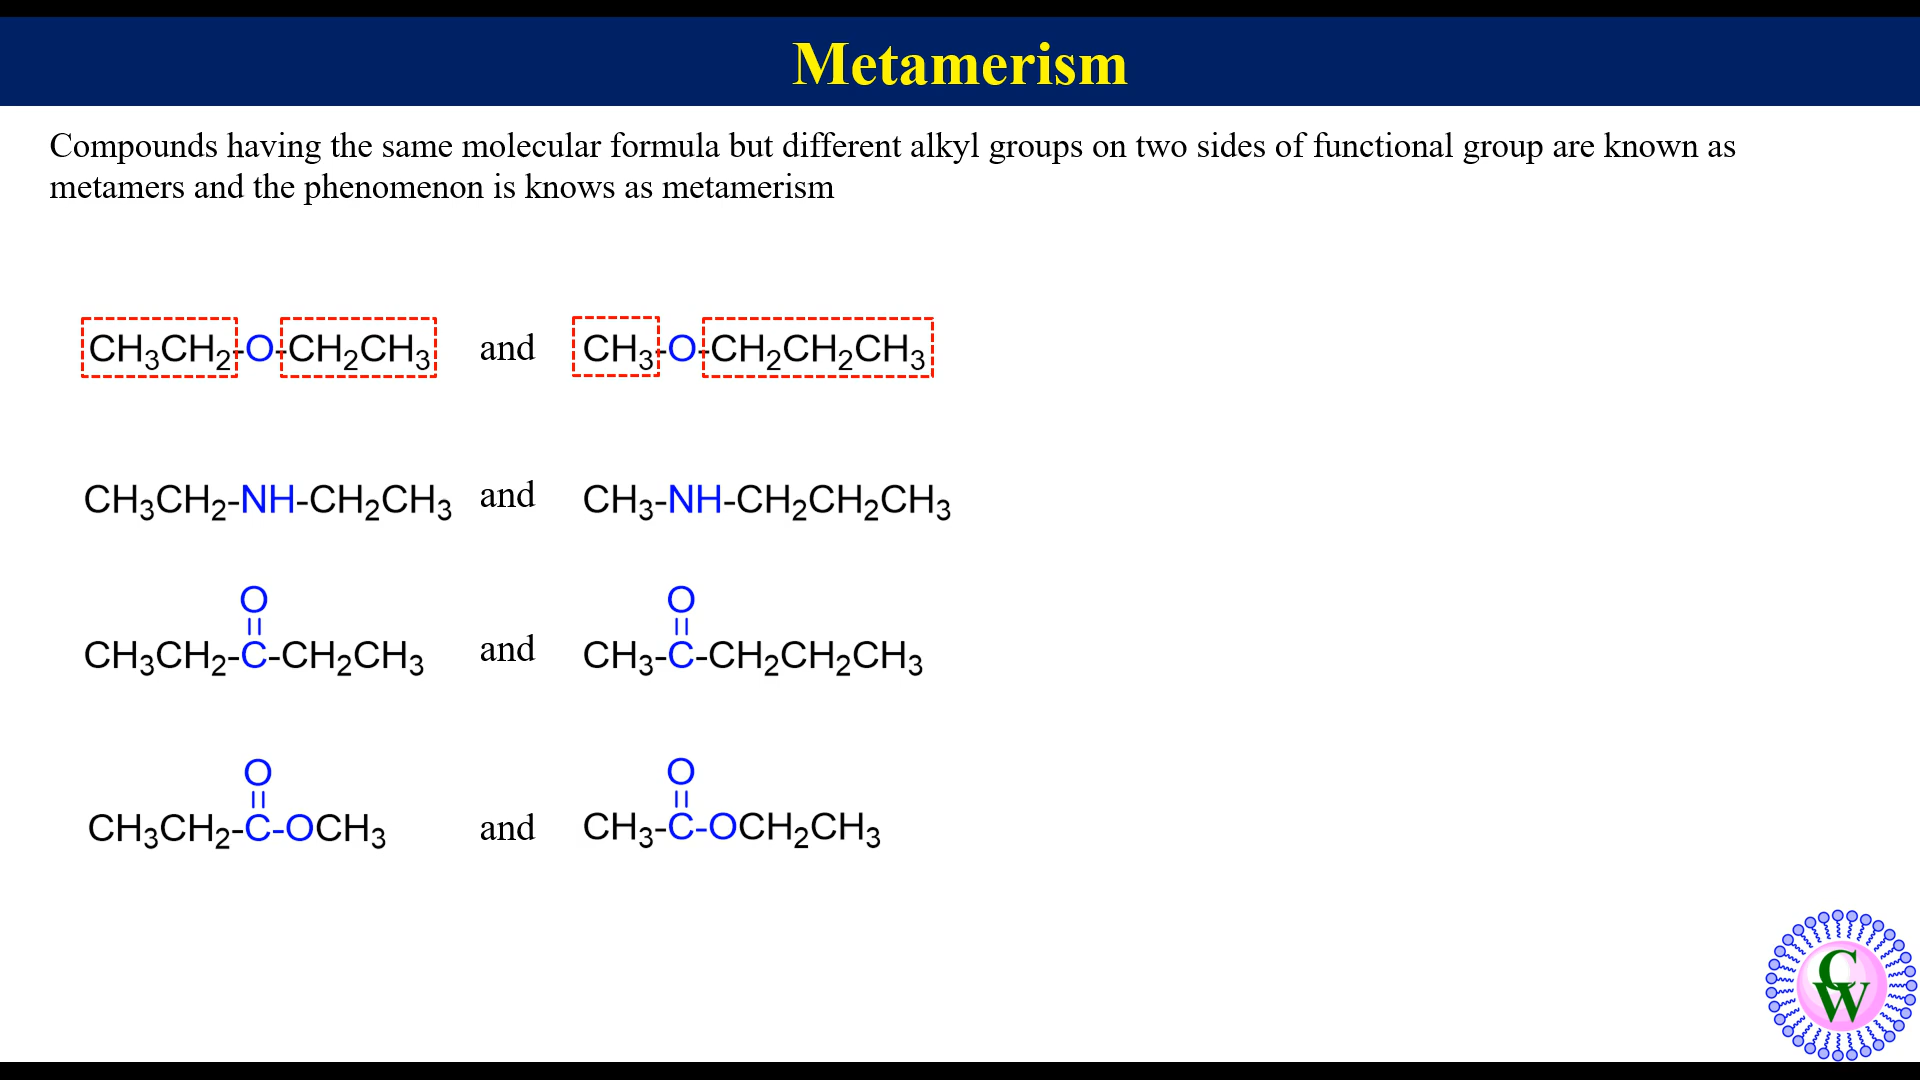 Metamerism
Compounds having the same molecular formula but different alkyl groups on two sides of functional group are known as
metamers and the phenomenon is knows as metamerism
CH₃CH₂-O-CH₂CH₃ and CH₃-O-CH₂CH₂CH₃
CH₃CH₂-NH-CH₂CH₃ and CH₃-NH-CH₂CH₂CH₃
O O
CH₃CH₂-C-CH₂CH₃ and CH₃-C-CH₂CH₂CH₃
O O
CH₃CH₂-C-OCH₃ and CH₃-C-OCH₂CH₃
CW